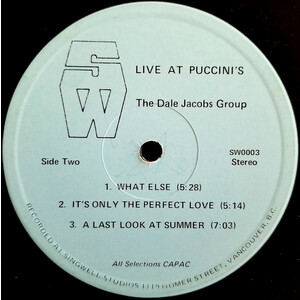 SW
LIVE AT PUCCINI'S
The Dale Jacobs Group
Side Two
SW0003
Stereo
1. WHAT ELSE (5:28)
2. IT'S ONLY THE PERFECT LOVE (5:14)
3. A LAST LOOK AT SUMMER (7:03)
All Selections CAPAC
RECORDED AT SINGWELL STUDIOS HOMER STREET, VANCOUVER, B.C.